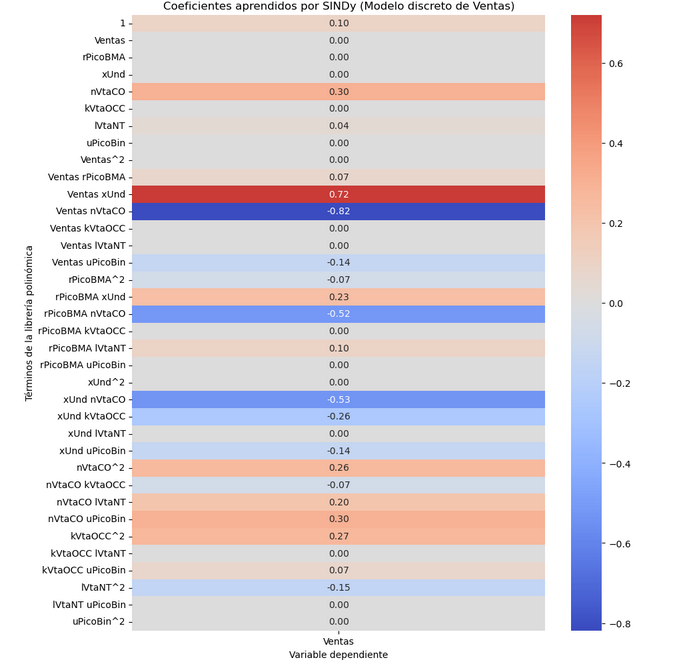 Coeficientes aprendidos por SINDy (Modelo discreto de Ventas)
Términos de la librería polinómica
1 0.10
Ventas 0.00
rPicoBMA 0.00
xUnd 0.00
nVtaCO 0.30
kVtaOCC 0.00
lVtaNT 0.04
uPicoBin 0.00
Ventas^2 0.00
Ventas rPicoBMA 0.07
Ventas xUnd 0.72
Ventas nVtaCO -0.82
Ventas kVtaOCC 0.00
Ventas lVtaNT 0.00
Ventas uPicoBin -0.14
rPicoBMA^2 -0.07
rPicoBMA xUnd 0.23
rPicoBMA nVtaCO -0.52
rPicoBMA kVtaOCC 0.00
rPicoBMA lVtaNT 0.10
rPicoBMA uPicoBin 0.00
xUnd^2 0.00
xUnd nVtaCO -0.53
xUnd kVtaOCC -0.26
xUnd lVtaNT 0.00
xUnd uPicoBin -0.14
nVtaCO^2 0.26
nVtaCO kVtaOCC -0.07
nVtaCO lVtaNT 0.20
nVtaCO uPicoBin 0.30
kVtaOCC^2 0.27
kVtaOCC lVtaNT 0.00
kVtaOCC uPicoBin 0.07
lVtaNT^2 -0.15
lVtaNT uPicoBin 0.00
uPicoBin^2 0.00
Ventas
Variable dependiente
0.6
0.4
0.2
0.0
−0.2
−0.4
−0.6
−0.8